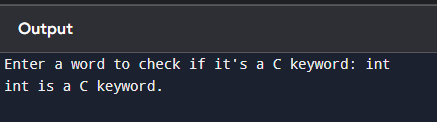 Output
Enter a word to check if it's a C keyword: int
int is a C keyword.